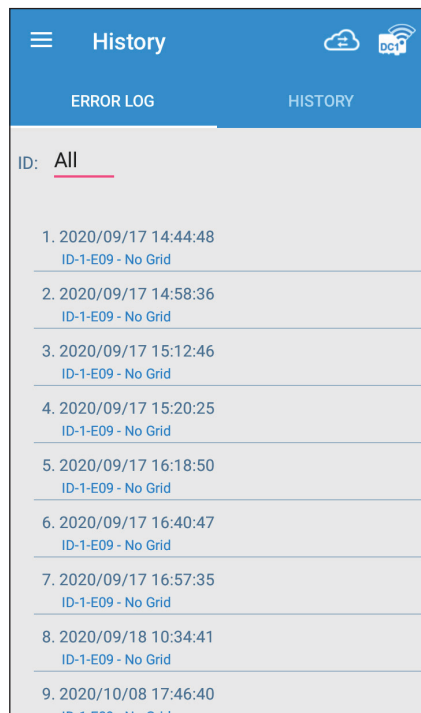 History
DC1
ERROR LOG HISTORY
ID: All
1. 2020/09/17 14:44:48
ID-1-E09 - No Grid
2. 2020/09/17 14:58:36
ID-1-E09 - No Grid
3. 2020/09/17 15:12:46
ID-1-E09 - No Grid
4. 2020/09/17 15:20:25
ID-1-E09 - No Grid
5. 2020/09/17 16:18:50
ID-1-E09 - No Grid
6. 2020/09/17 16:40:47
ID-1-E09 - No Grid
7. 2020/09/17 16:57:35
ID-1-E09 - No Grid
8. 2020/09/18 10:34:41
ID-1-E09 - No Grid
9. 2020/10/08 17:46:40